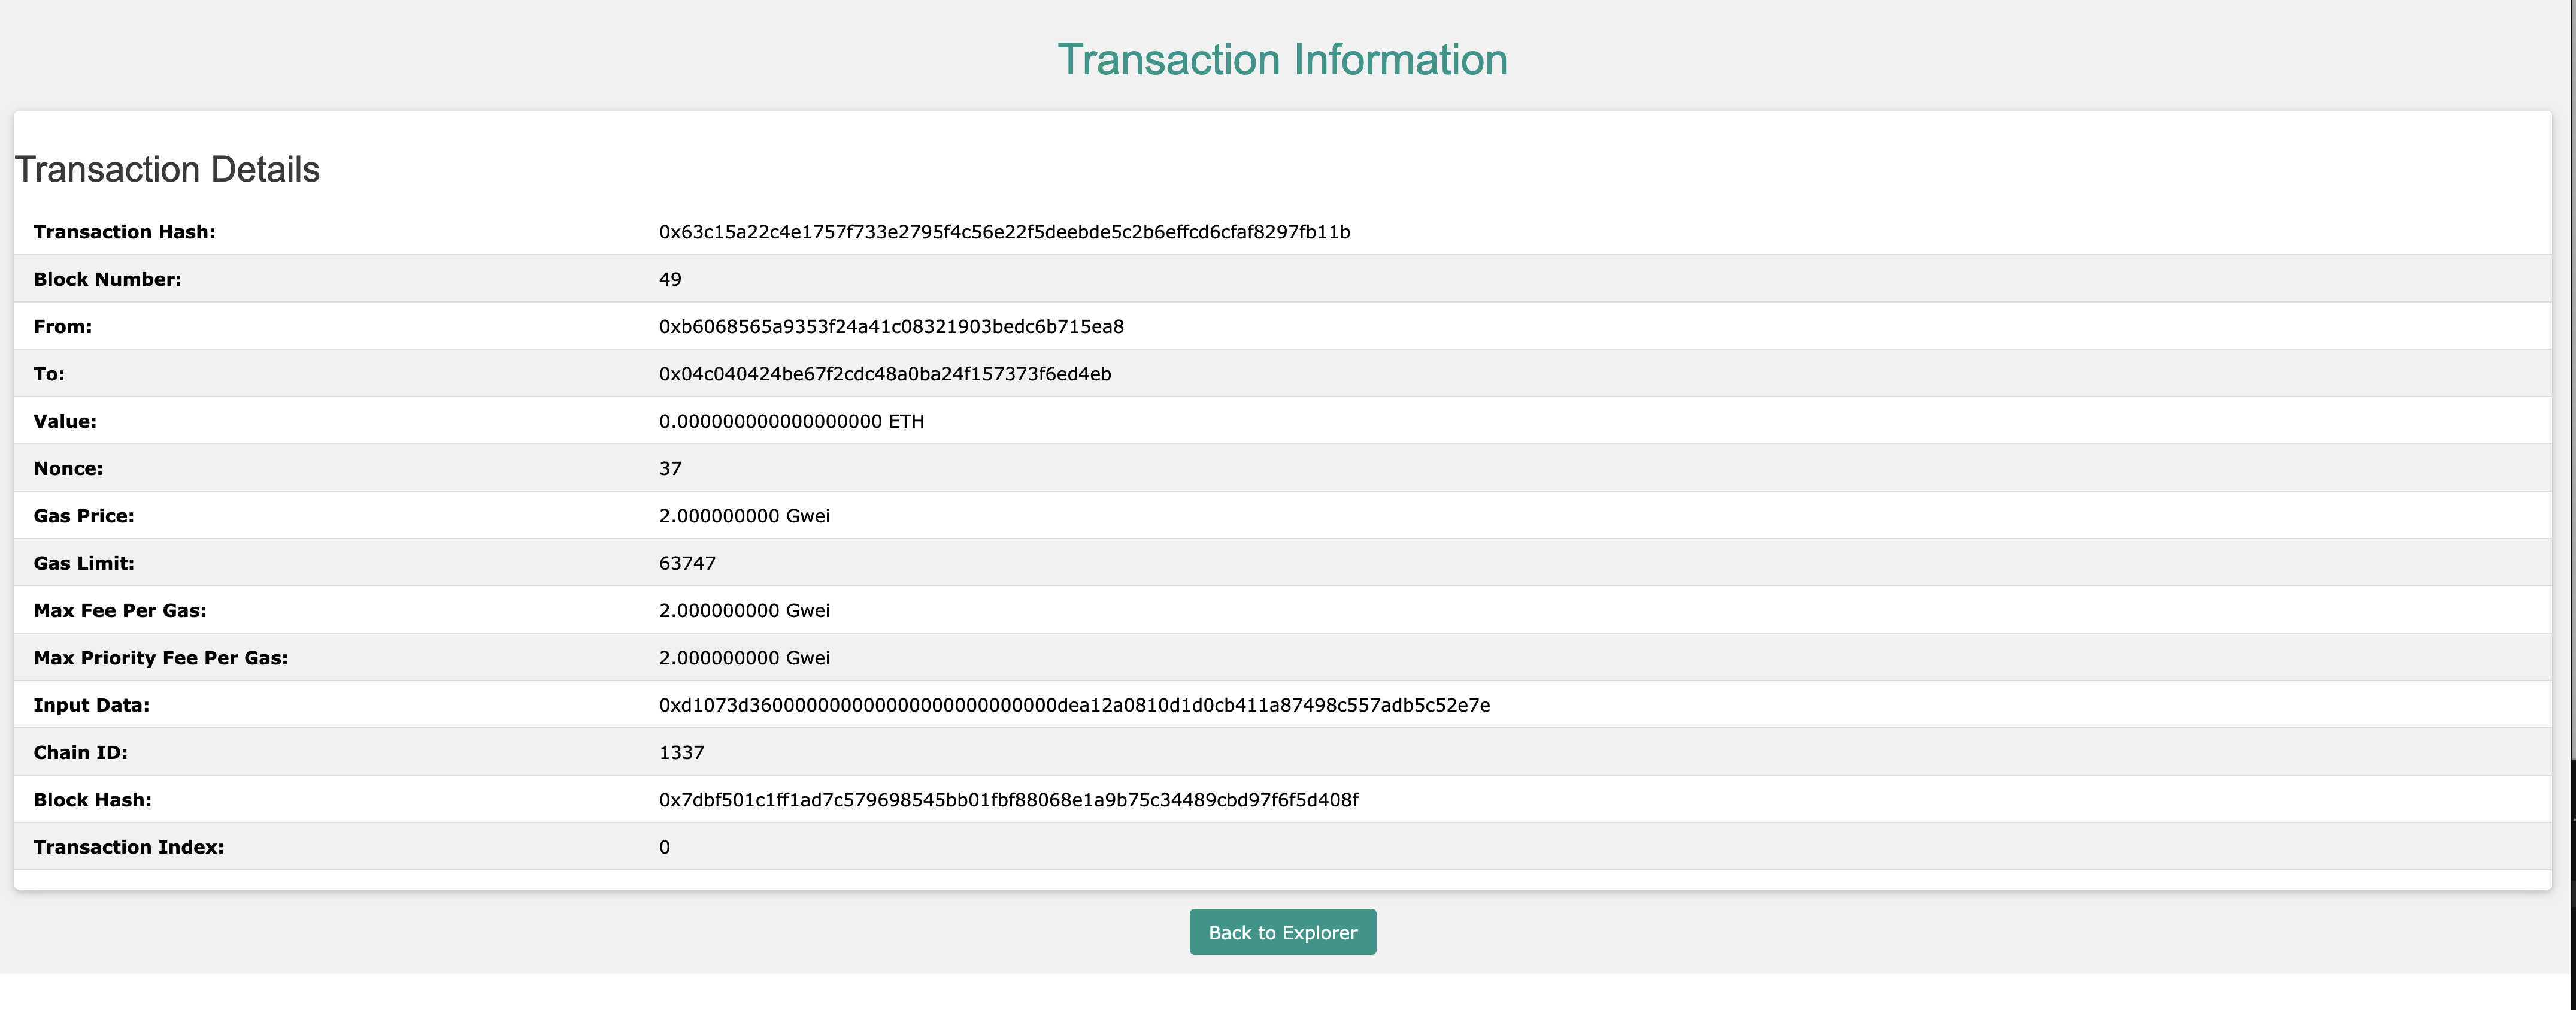 Transaction Information
Transaction Details
Transaction Hash: 0x63c15a22c4e1757f733e2795f4c56e22f5deebde5c2b6effcd6cfaf8297fb11b
Block Number: 49
From: 0xb6068565a9353f24a41c08321903bedc6b715ea8
To: 0x04c040424be67f2cdc48a0ba24f157373f6ed4eb
Value: 0.000000000000000000 ETH
Nonce: 37
Gas Price: 2.000000000 Gwei
Gas Limit: 63747
Max Fee Per Gas: 2.000000000 Gwei
Max Priority Fee Per Gas: 2.000000000 Gwei
Input Data: 0xd1073d36000000000000000000000000dea12a0810d1d0cb411a87498c557adb5c52e7e
Chain ID: 1337
Block Hash: 0x7dbf501c1ff1ad7c579698545bb01fbf88068e1a9b75c34489cbd97f6f5d408f
Transaction Index: 0
Back to Explorer